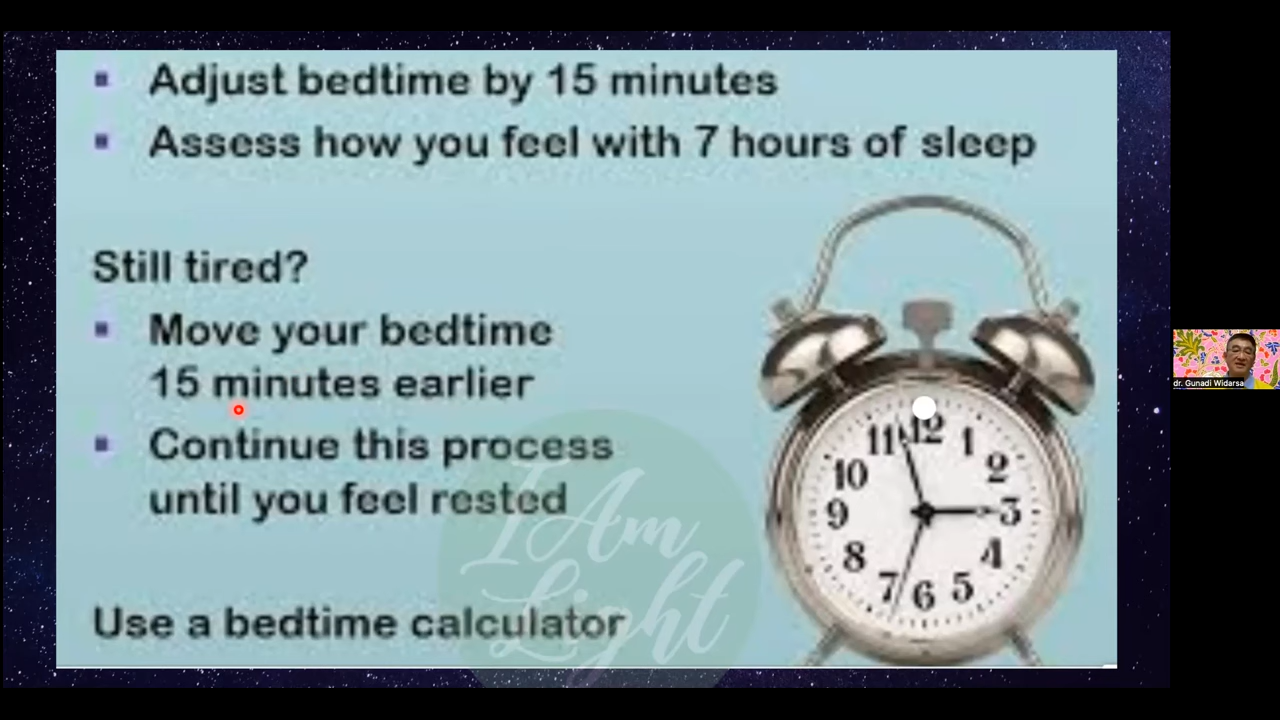 Adjust bedtime by 15 minutes
Assess how you feel with 7 hours of sleep
Still tired?
Move your bedtime
15 minutes earlier
Continue this process
until you feel rested
Use a bedtime calculator
I Am
Light
11 12 1
10 2
9 3
8 4
7 6 5
dr. Gunadi Widarsa